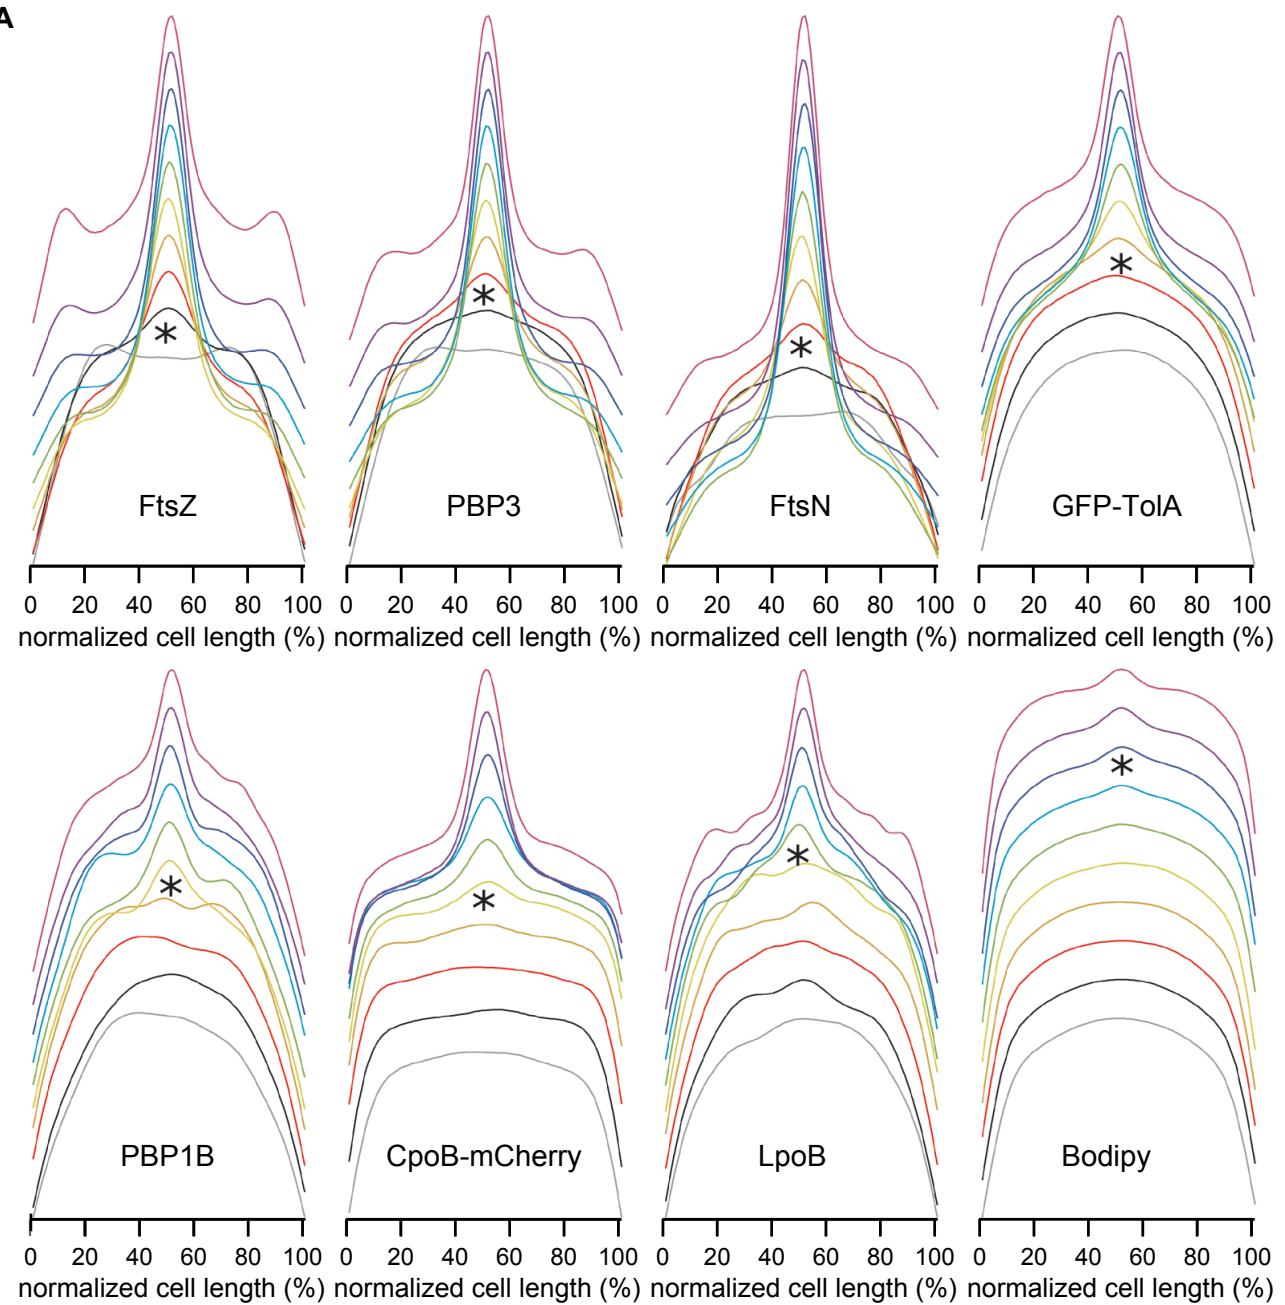 A
FtsZ PBP3 FtsN GFP-TolA
0 20 40 60 80 100 0 20 40 60 80 100 0 20 40 60 80 100 0 20 40 60 80 100
normalized cell length (%) normalized cell length (%) normalized cell length (%) normalized cell length (%)
PBP1B CpoB-mCherry LpoB Bodipy
0 20 40 60 80 100 0 20 40 60 80 100 0 20 40 60 80 100 0 20 40 60 80 100
normalized cell length (%) normalized cell length (%) normalized cell length (%) normalized cell length (%)